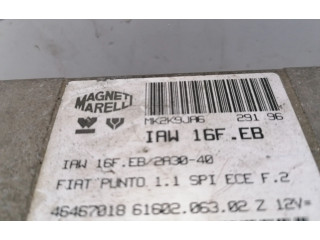 MAGNETI
MARELLI
MK2K9JA6 291 96
IAW 16F.EB
IAW 16F.EB/2A30-40
FIAT PUNTO 1.1 SPI ECE F.2
46467018 61602.063.02 Z 12V=